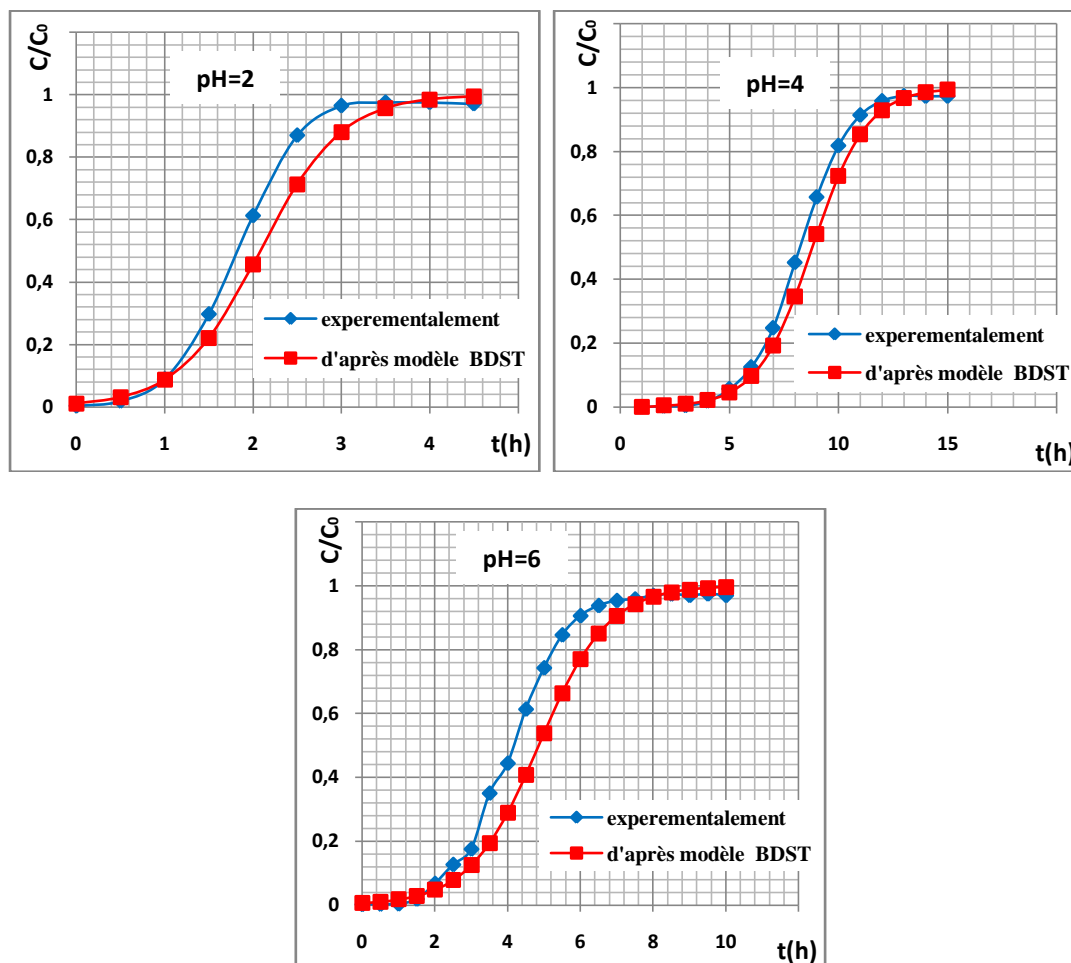 C/C₀
pH=2
1
0,8
0,6
0,4
0,2
0
experementalement
d'après modèle BDST
0 1 2 3 4 t(h)
C/C₀
pH=4
1
0,8
0,6
0,4
0,2
0
experementalement
d'après modèle BDST
0 5 10 15
t(h)
C/C₀
pH=6
1
0,8
0,6
0,4
0,2
0
experementalement
d'après modèle BDST
0 2 4 6 8 10
t(h)